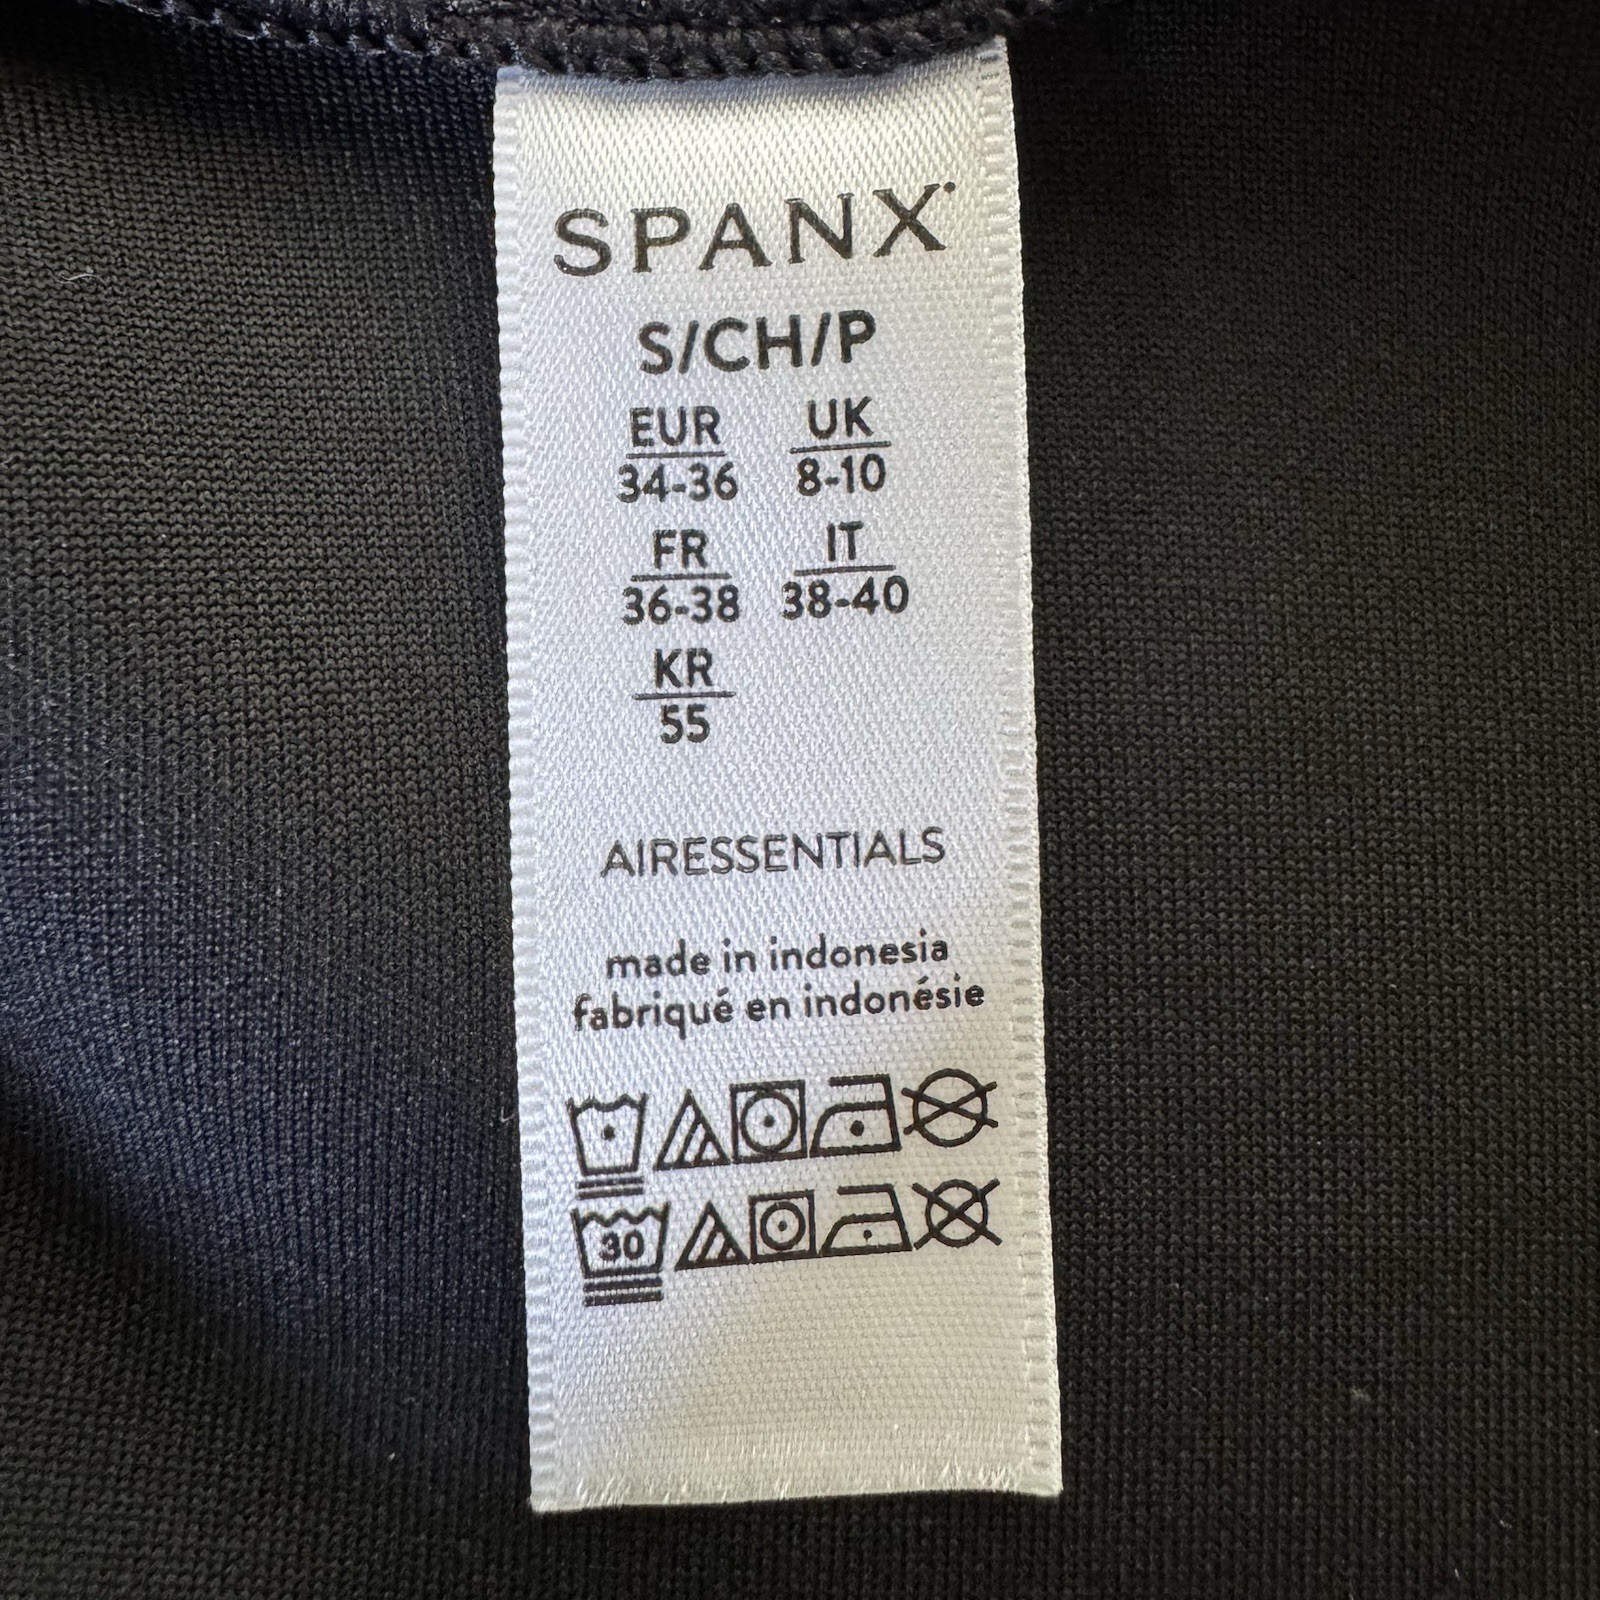 SPANX
S/CH/P
EUR UK
34-36 8-10
FR IT
36-38 38-40
KR
55
AIRESSENTIALS
made in indonesia
fabriqué en indonésie
30